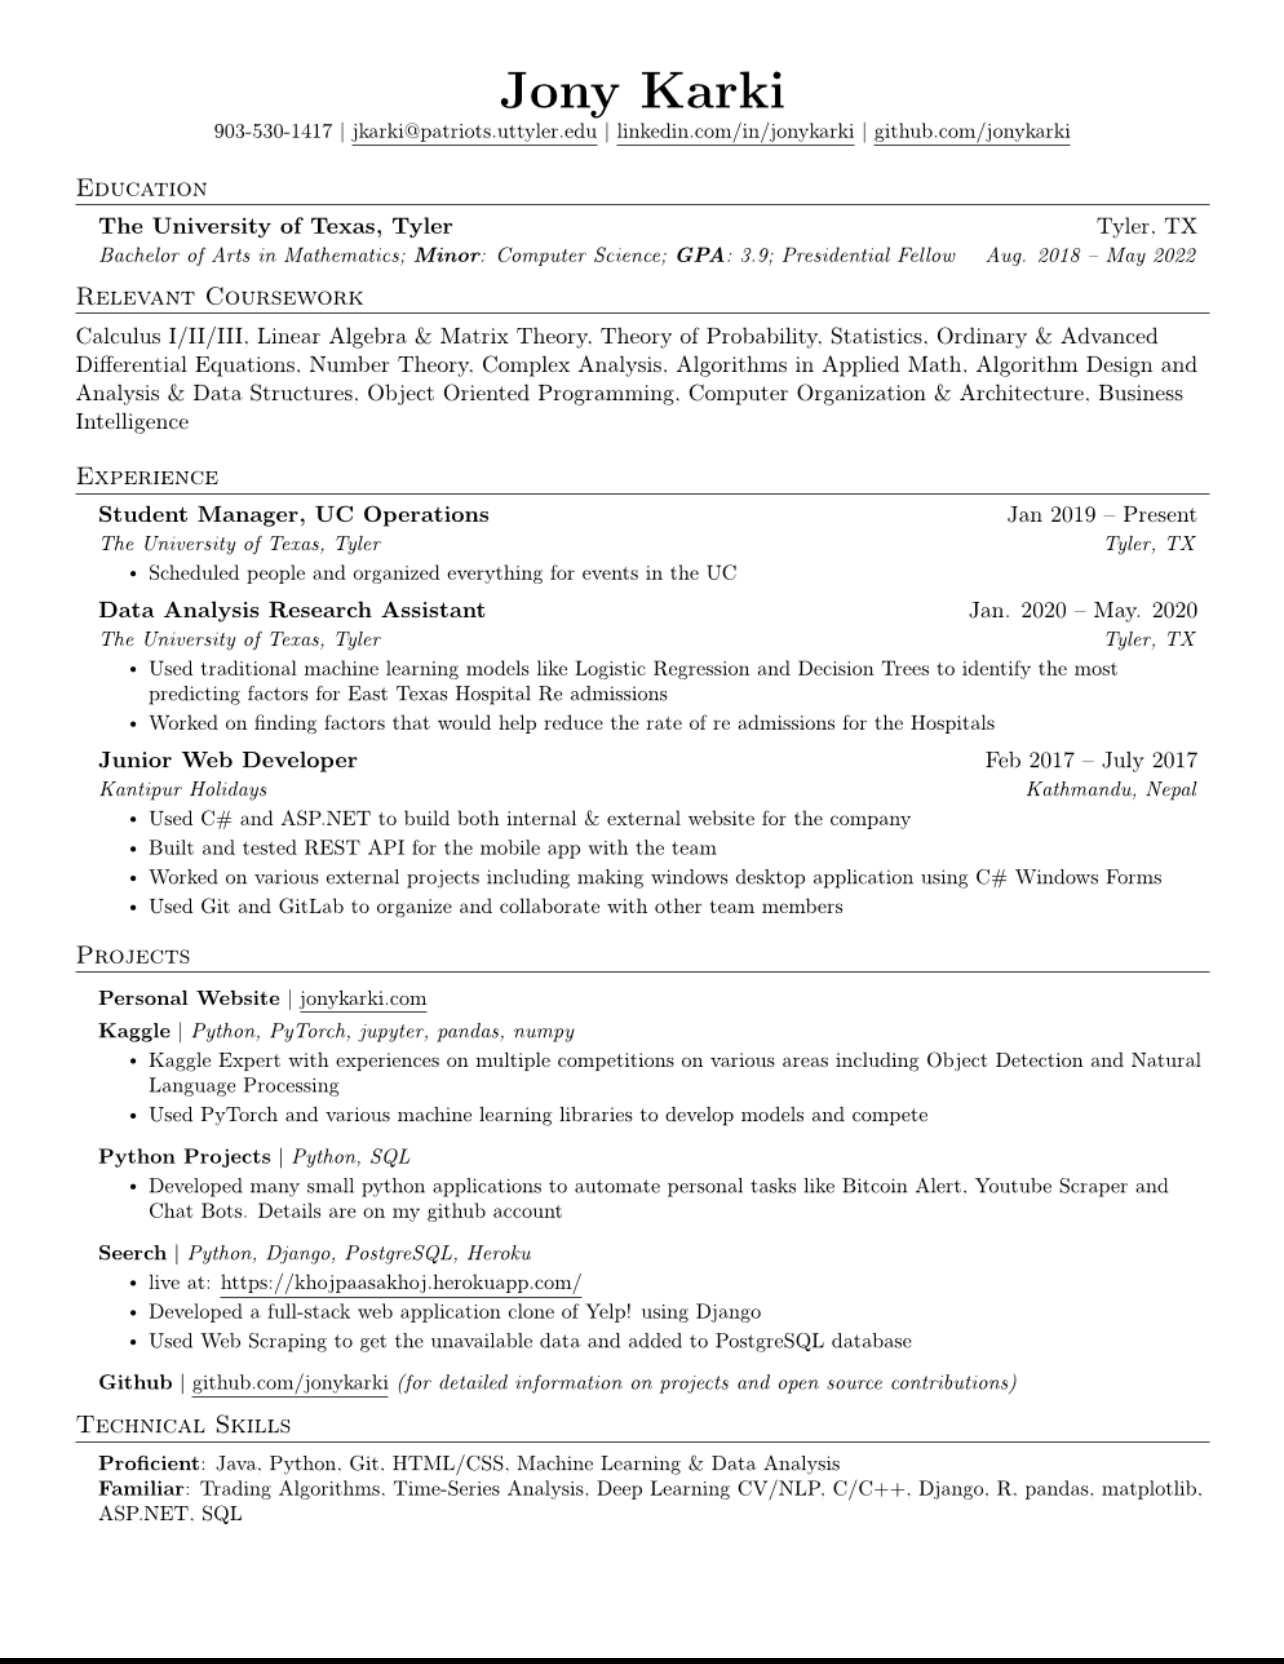 Jony Karki
903-530-1417 | jkarki@patriots.uttyler.edu | linkedin.com/in/jonykarki | github.com/jonykarki
Education
The University of Texas, Tyler Tyler, TX
Bachelor of Arts in Mathematics; Minor: Computer Science; GPA: 3.9; Presidential Fellow Aug. 2018 – May 2022
Relevant Coursework
Calculus I/II/III, Linear Algebra & Matrix Theory, Theory of Probability, Statistics, Ordinary & Advanced
Differential Equations, Number Theory, Complex Analysis, Algorithms in Applied Math, Algorithm Design and
Analysis & Data Structures, Object Oriented Programming, Computer Organization & Architecture, Business
Intelligence
Experience
Student Manager, UC Operations Jan 2019 – Present
The University of Texas, Tyler Tyler, TX
• Scheduled people and organized everything for events in the UC
Data Analysis Research Assistant Jan. 2020 – May. 2020
The University of Texas, Tyler Tyler, TX
• Used traditional machine learning models like Logistic Regression and Decision Trees to identify the most
predicting factors for East Texas Hospital Re admissions
• Worked on finding factors that would help reduce the rate of re admissions for the Hospitals
Junior Web Developer Feb 2017 – July 2017
Kantipur Holidays Kathmandu, Nepal
• Used C# and ASP.NET to build both internal & external website for the company
• Built and tested REST API for the mobile app with the team
• Worked on various external projects including making windows desktop application using C# Windows Forms
• Used Git and GitLab to organize and collaborate with other team members
Projects
Personal Website | jonykarki.com
Kaggle | Python, PyTorch, jupyter, pandas, numpy
• Kaggle Expert with experiences on multiple competitions on various areas including Object Detection and Natural
Language Processing
• Used PyTorch and various machine learning libraries to develop models and compete
Python Projects | Python, SQL
• Developed many small python applications to automate personal tasks like Bitcoin Alert, Youtube Scraper and
Chat Bots. Details are on my github account
Seerch | Python, Django, PostgreSQL, Heroku
• live at: https://khojpaasakhoj.herokuapp.com/
• Developed a full-stack web application clone of Yelp! using Django
• Used Web Scraping to get the unavailable data and added to PostgreSQL database
Github | github.com/jonykarki (for detailed information on projects and open source contributions)
Technical Skills
Proficient: Java, Python, Git, HTML/CSS, Machine Learning & Data Analysis
Familiar: Trading Algorithms, Time-Series Analysis, Deep Learning CV/NLP, C/C++, Django, R, pandas, matplotlib,
ASP.NET, SQL